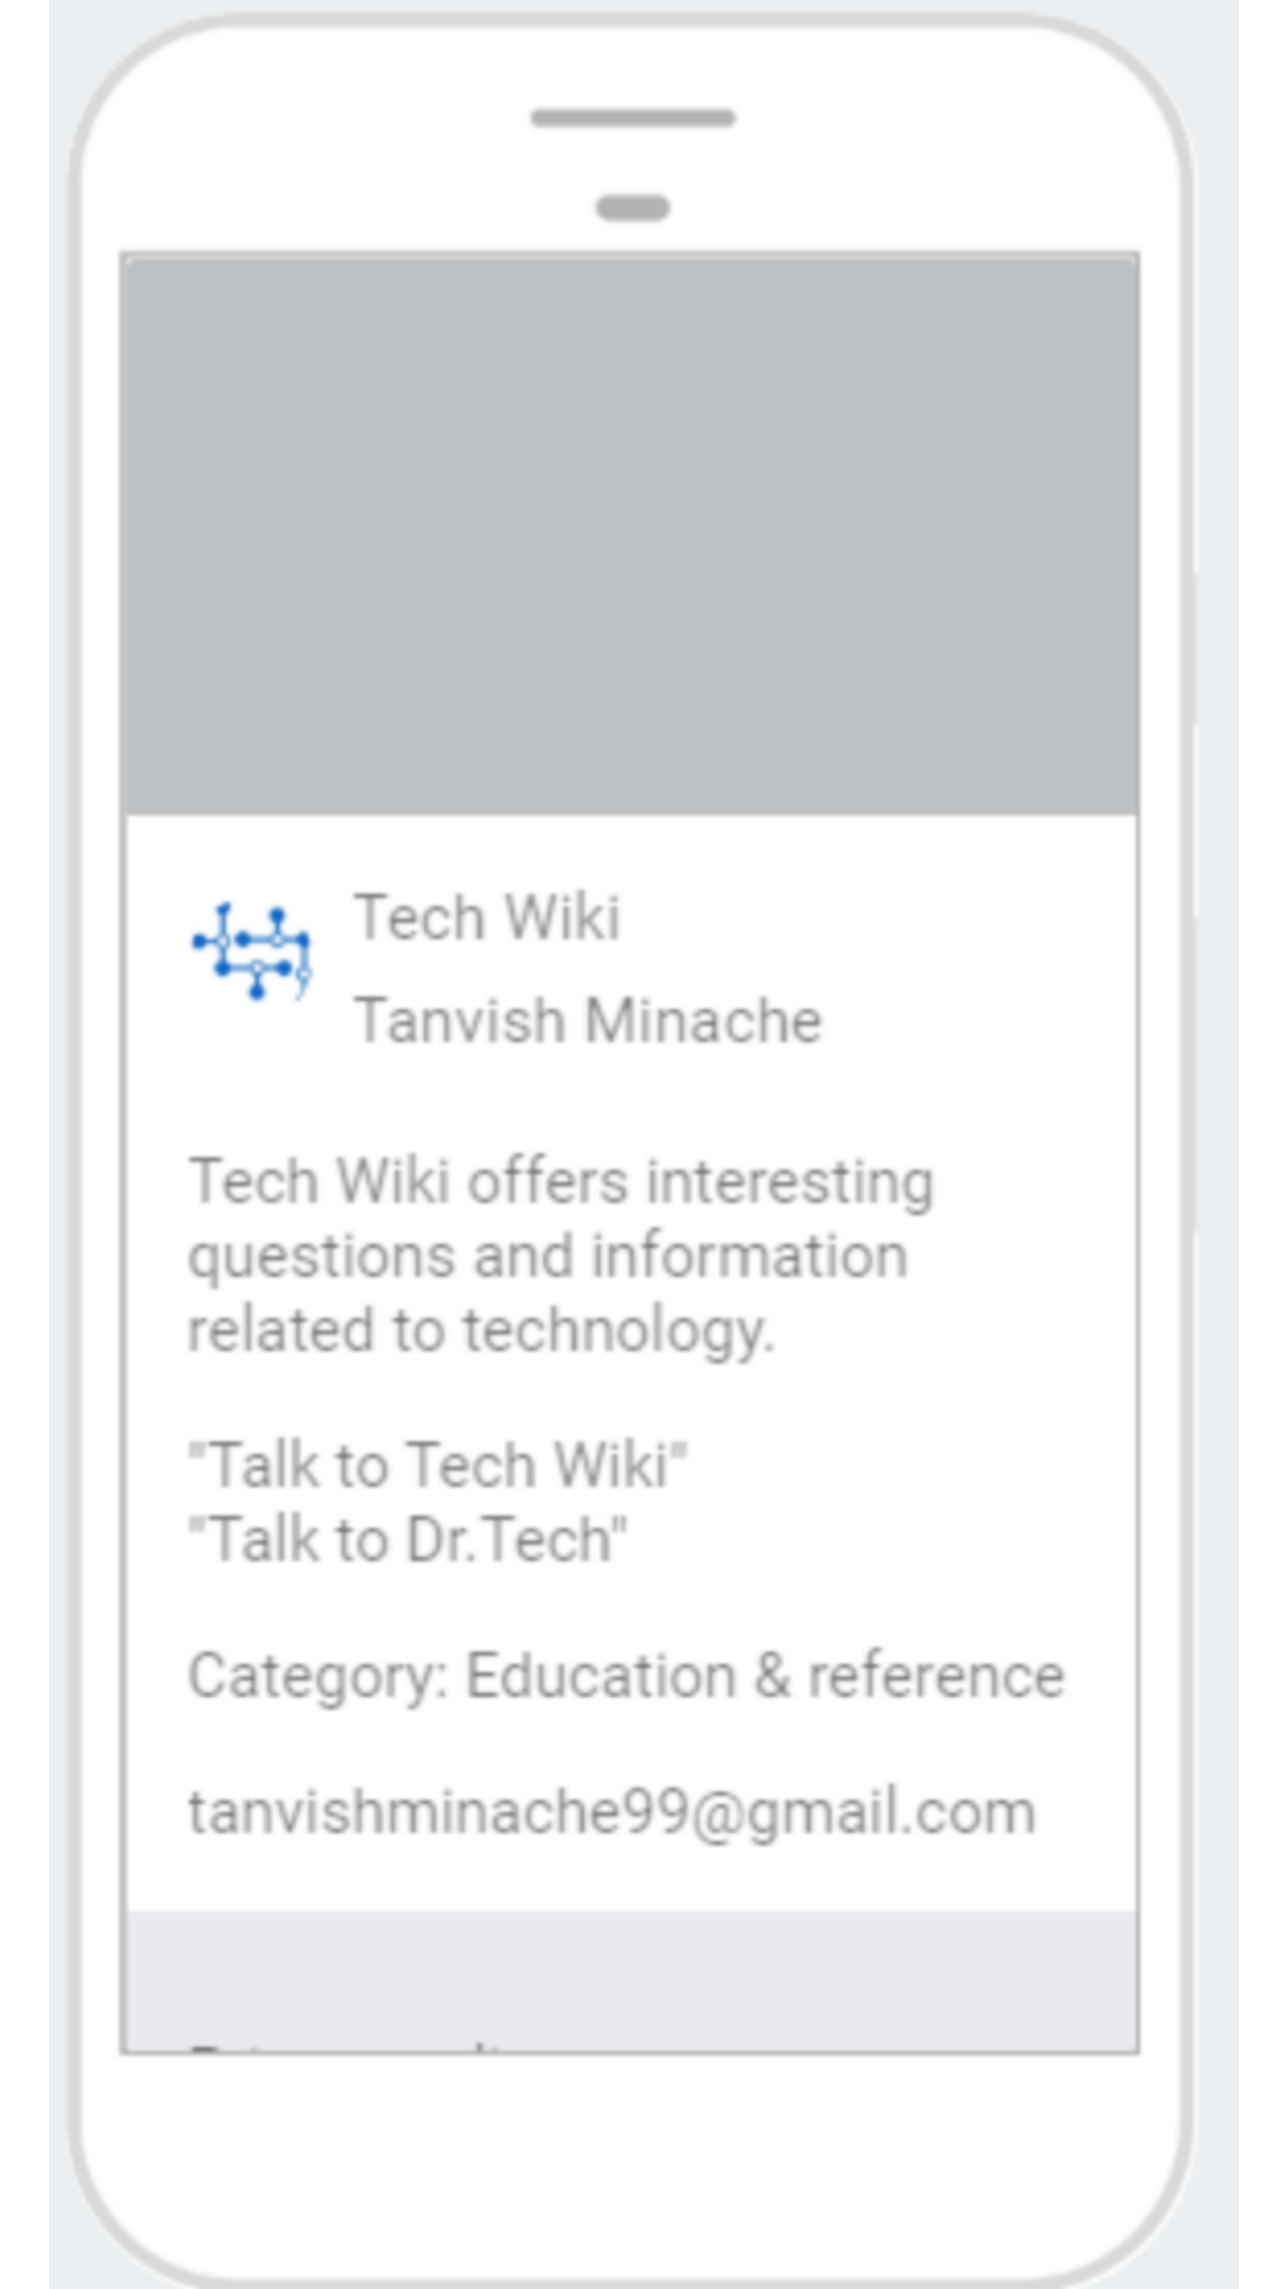 Tech Wiki
Tanvish Minache
Tech Wiki offers interesting
questions and information
related to technology.
"Talk to Tech Wiki"
"Talk to Dr.Tech"
Category: Education & reference
tanvishminache99@gmail.com